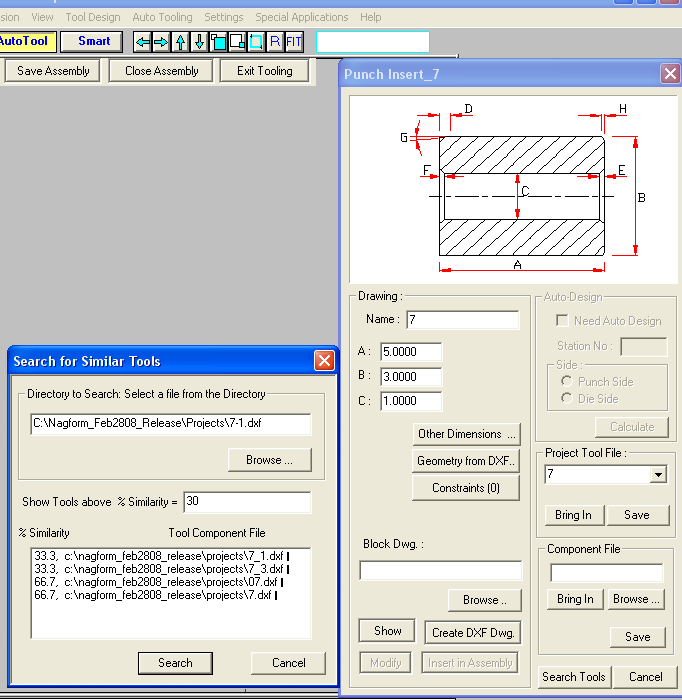 sion View Tool Design Auto Tooling Settings Special Applications Help
AutoTool Smart R FIT
Save Assembly Close Assembly Exit Tooling
Punch Insert_7
D H
G
F E
C B
A
Drawing :
Name : 7
A : 5.0000
B : 3.0000
C : 1.0000
Other Dimensions ...
Geometry from DXF..
Constraints (0)
Block Dwg. :
Browse ..
Show Create DXF Dwg.
Modify Insert in Assembly
Auto-Design
Need Auto Design
Station No :
Side :
Punch Side
Die Side
Calculate
Project Tool File :
7
Bring In Save
Component File
Bring In Browse ...
Save
Search Tools Cancel
Search for Similar Tools
Directory to Search: Select a file from the Directory
C:\Nagform_Feb2808_Release\Projects\7-1.dxf
Browse ...
Show Tools above % Similarity = 30
% Similarity Tool Component File
33.3, c:\nagform_feb2808_release\projects\7_1.dxf
33.3, c:\nagform_feb2808_release\projects\7_3.dxf
66.7, c:\nagform_feb2808_release\projects\07.dxf
66.7, c:\nagform_feb2808_release\projects\7.dxf
Search Cancel